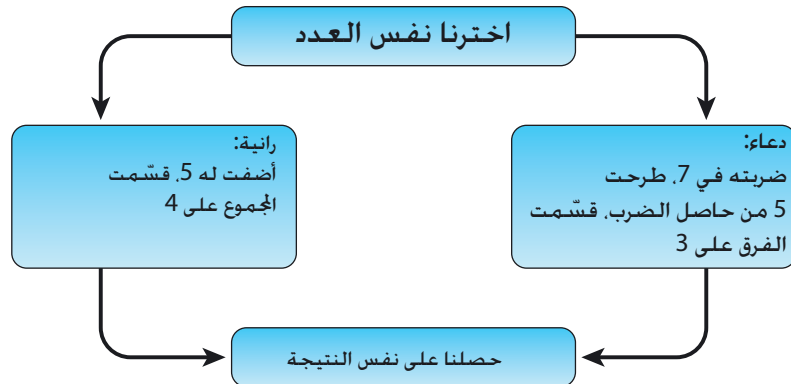 اخترنا نفس العدد
دعاء:
ضربته في 7، طرحت
5 من حاصل الضرب، قسّمت
الفرق على 3
رانية:
أضفت له 5، قسّمت
المجموع على 4
حصلنا على نفس النتيجة